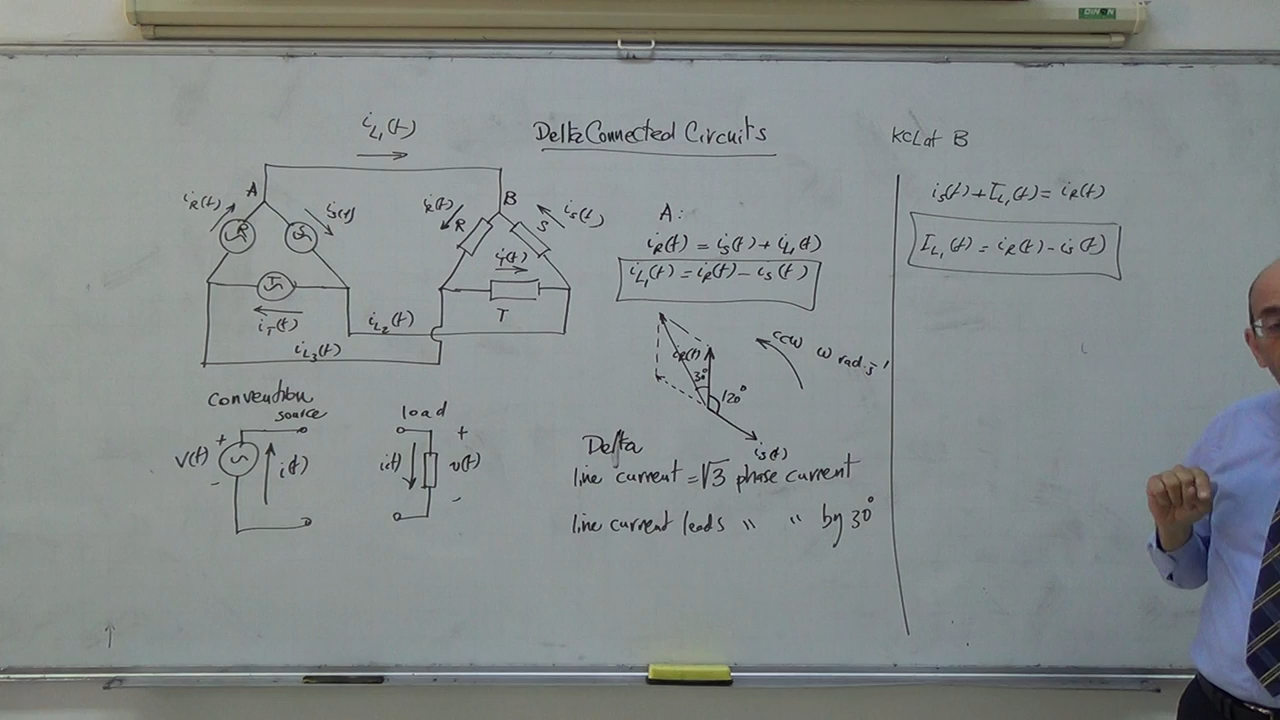 DIXON
Delta Connected Circuits
iL₁(t)
A
iR(t)
is(t)
iT(t)
iL₂(t)
iL₃(t)
B
iR(t)
R
S
is(t)
i(t)
T
Convention
source
V(t)
+
-
i(t)
load
i(t)
+
v(t)
-
A:
iR(t) = is(t) + iL₁(t)
iL₁(t) = iR(t) - is(t)
iR(t)
30°
120°
is(t)
ccw ω rad.s⁻¹
Delta
line current = √3 phase current
line current leads " " by 30°
KCL at B
is(t) + IL₁(t) = iR(t)
IL₁(t) = iR(t) - is(t)